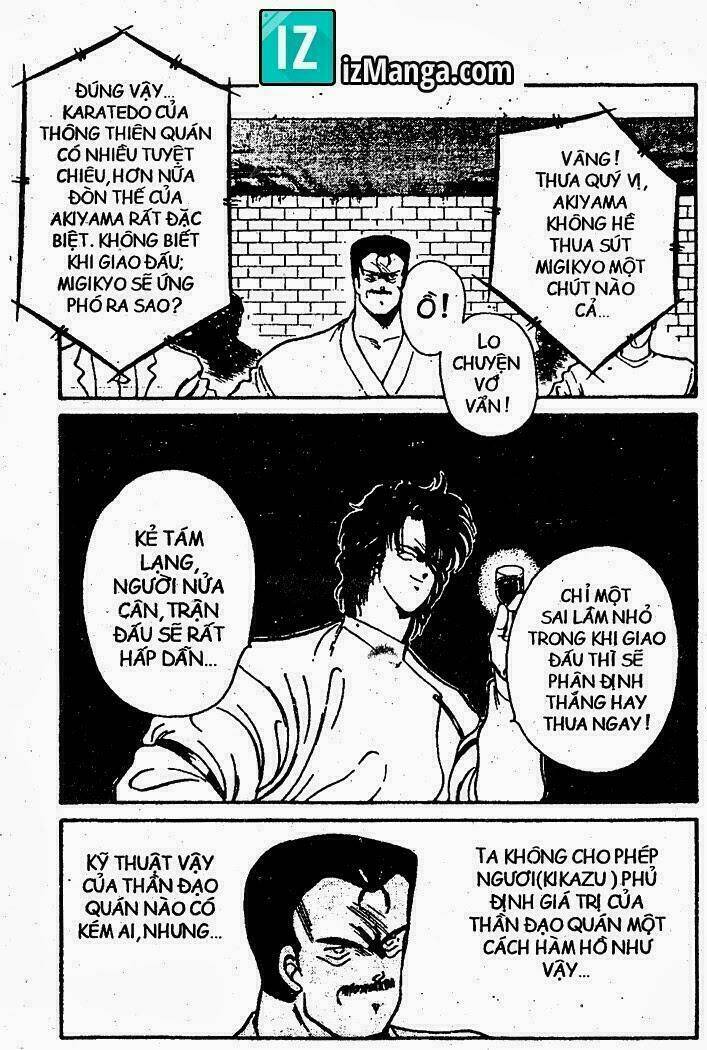 IZ
izManga.com
ĐÚNG VẬY...
KARATEDO CỦA
THÔNG THIÊN QUÁN
CÓ NHIỀU TUYỆT
CHIÊU,HƠN NỮA
ĐÒN THẾ CỦA
AKIYAMA RẤT ĐẶC
BIỆT. KHÔNG BIẾT
KHI GIAO ĐẤU;
MIGIKYO SẼ ỨNG
PHÓ RA SAO?
VÂNG!
THƯA QUÝ VỊ,
AKIYAMA
KHÔNG HỀ
THUA SÚT
MIGIKYO MỘT
CHÚT NÀO
CẢ...
Ồ!
LO
CHUYỆN
VỚ
VẨN!
KẺ TÁM
LẠNG,
NGƯỜI NỬA
CÂN,TRẬN
ĐẤU SẼ RẤT
HẤP DẪN...
CHỈ MỘT
SAI LẦM NHỎ
TRONG KHI GIAO
ĐẤU THÌ SẼ
PHÂN ĐỊNH
THẮNG HAY
THUA NGAY!
KỸ THUẬT VẬY
CỦA THẦN ĐẠO
QUÁN NÀO CÓ
KÉM AI,NHƯNG...
TA KHÔNG CHO PHÉP
NGƯƠI(KIKAZU) PHỦ
ĐỊNH GIÁ TRỊ CỦA
THẦN ĐẠO QUÁN MỘT
CÁCH HÀM HỒ NHƯ
VẬY...